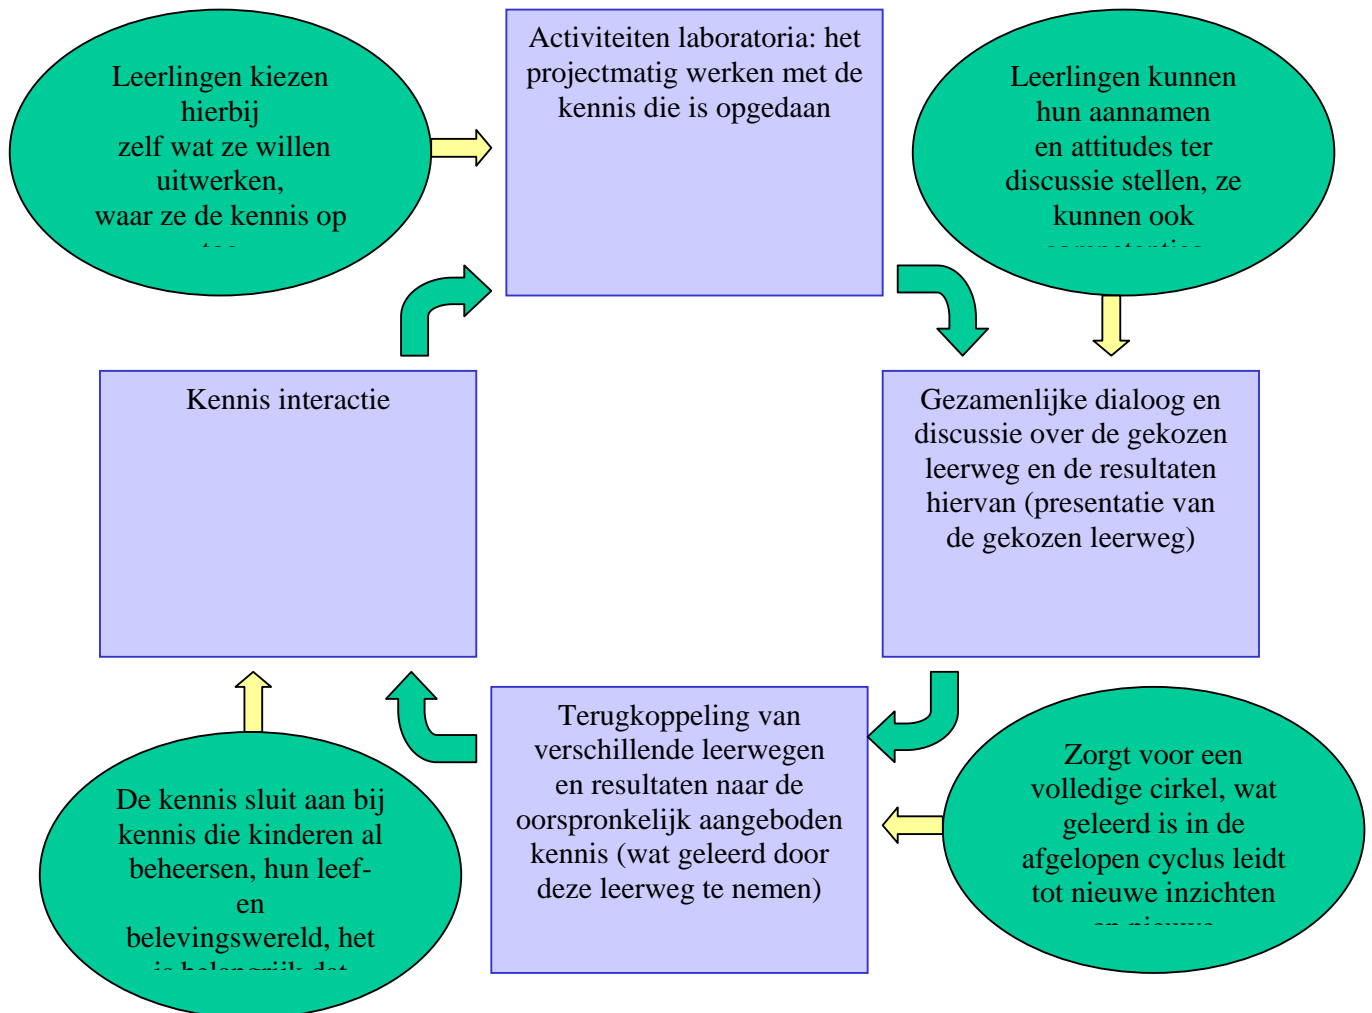 Leerlingen kiezen
hierbij
zelf wat ze willen
uitwerken,
waar ze de kennis op
Activiteiten laboratoria: het
projectmatig werken met de
kennis die is opgedaan
Leerlingen kunnen
hun aannamen
en attitudes ter
discussie stellen, ze
kunnen ook
Kennis interactie
Gezamenlijke dialoog en
discussie over de gekozen
leerweg en de resultaten
hiervan (presentatie van
de gekozen leerweg)
De kennis sluit aan bij
kennis die kinderen al
beheersen, hun leef-
en
belevingswereld, het
is belangrijk dat
Terugkoppeling van
verschillende leerwegen
en resultaten naar de
oorspronkelijk aangeboden
kennis (wat geleerd door
deze leerweg te nemen)
Zorgt voor een
volledige cirkel, wat
geleerd is in de
afgelopen cyclus leidt
tot nieuwe inzichten
en nieuwe